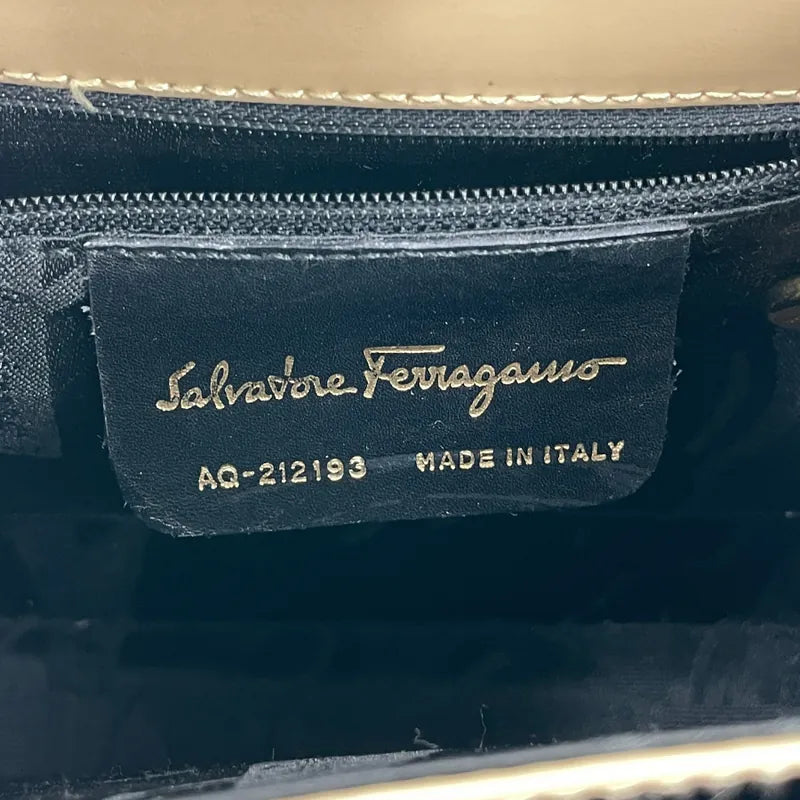 Salvatore Ferragamo
AQ-212193 MADE IN ITALY